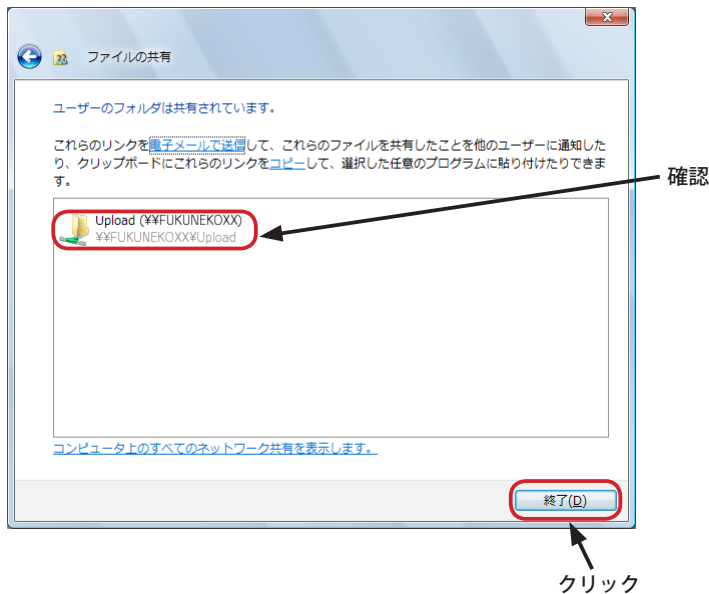 ファイルの共有
ユーザーのフォルダは共有されています。
これらのリンクを電子メールで送信して、これらのファイルを共有したことを他のユーザーに通知した
り、クリップボードにこれらのリンクをコピーして、選択した任意のプログラムに貼り付けたりできま
す。
確認
Upload (¥¥FUKUNEKOXX)
¥¥FUKUNEKOXX¥Upload
コンピュータ上のすべてのネットワーク共有を表示します。
終了(D)
クリック